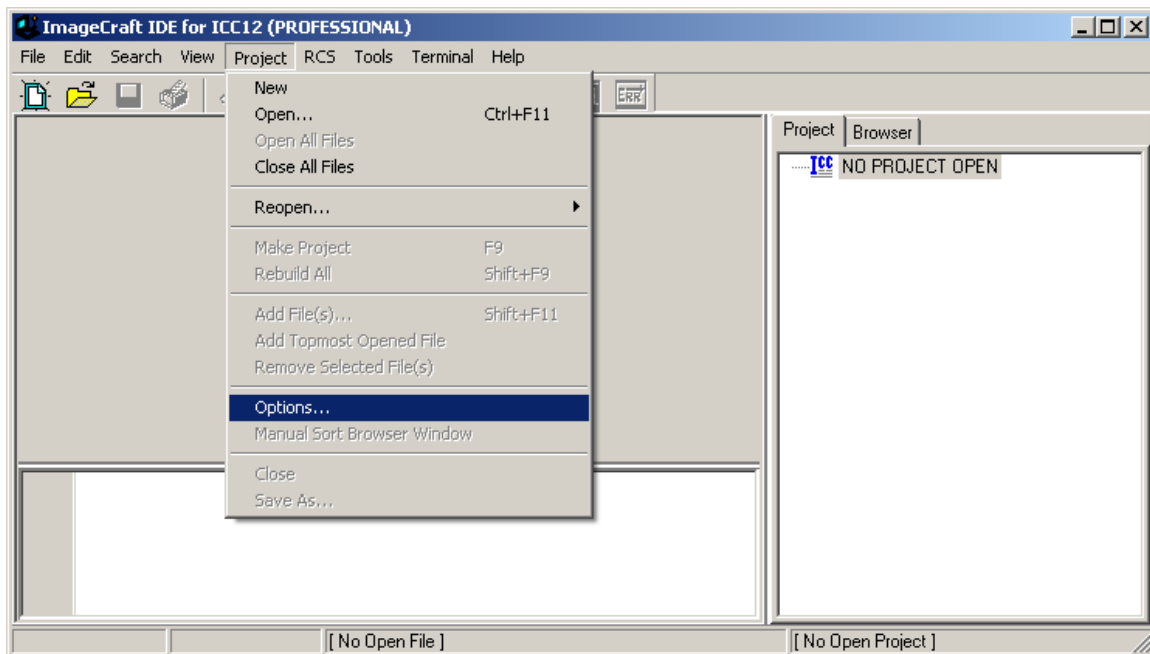 ImageCraft IDE for ICC12 (PROFESSIONAL)
File Edit Search View Project RCS Tools Terminal Help
New
Open... Ctrl+F11
Open All Files
Close All Files
Reopen...
Make Project F9
Rebuild All Shift+F9
Add File(s)... Shift+F11
Add Topmost Opened File
Remove Selected File(s)
Options...
Manual Sort Browser Window
Close
Save As...
ERR
Project Browser
ICC NO PROJECT OPEN
[ No Open File ] [ No Open Project ]